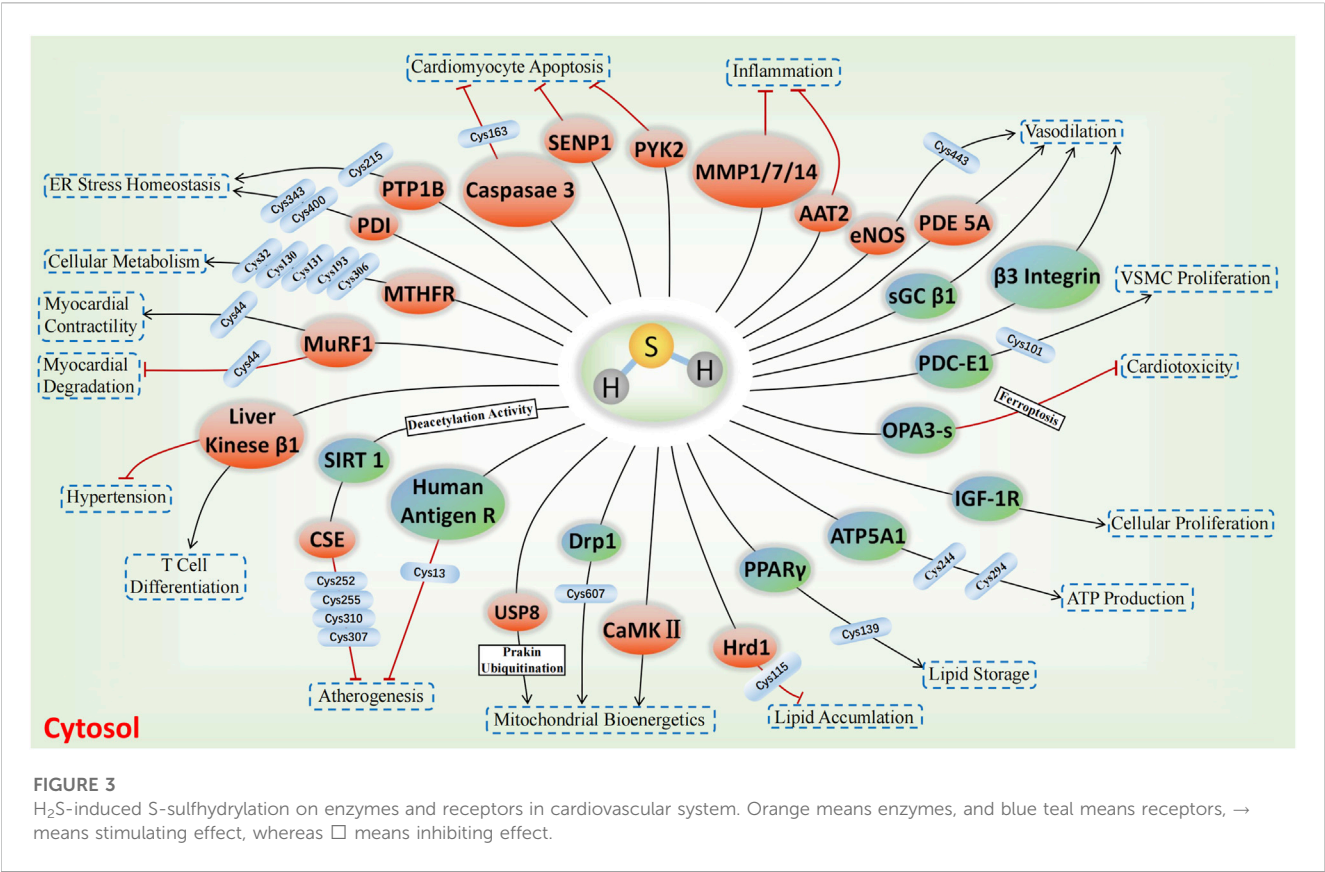 Cardiomyocyte Apoptosis
Inflammation
Vasodilation
Cys163
SENP1
PYK2
MMP1/7/14
Cys443
Cys215
ER Stress Homeostasis
PTP1B
Caspasae 3
Cys343
Cys400
PDI
AAT2
eNOS
PDE 5A
Cellular Metabolism
Cys32
Cys130
Cys131
Cys193
Cys306
MTHFR
sGC β1
β3 Integrin
VSMC Proliferation
Myocardial
Contractility
Cys44
MuRF1
S
H
H
PDC-E1
Cys101
Myocardial
Degradation
Cys44
Cardiotoxicity
Ferroptosis
OPA3-s
Liver
Kinese β1
Deacetylation Activity
SIRT 1
Human
Antigen R
Hypertension
IGF-1R
Cellular Proliferation
CSE
Drp1
ATP5A1
T Cell
Differentiation
Cys252
Cys255
Cys310
Cys307
Cys13
Cys607
PPARγ
Cys244
Cys294
ATP Production
USP8
CaMK Ⅱ
Hrd1
Cys139
Prakin
Ubiquitination
Cys115
Lipid Storage
Atherogenesis
Mitochondrial Bioenergetics
Lipid Accumlation
Cytosol
FIGURE 3
H₂S-induced S-sulfhydrylation on enzymes and receptors in cardiovascular system. Orange means enzymes, and blue teal means receptors, →
means stimulating effect, whereas □ means inhibiting effect.